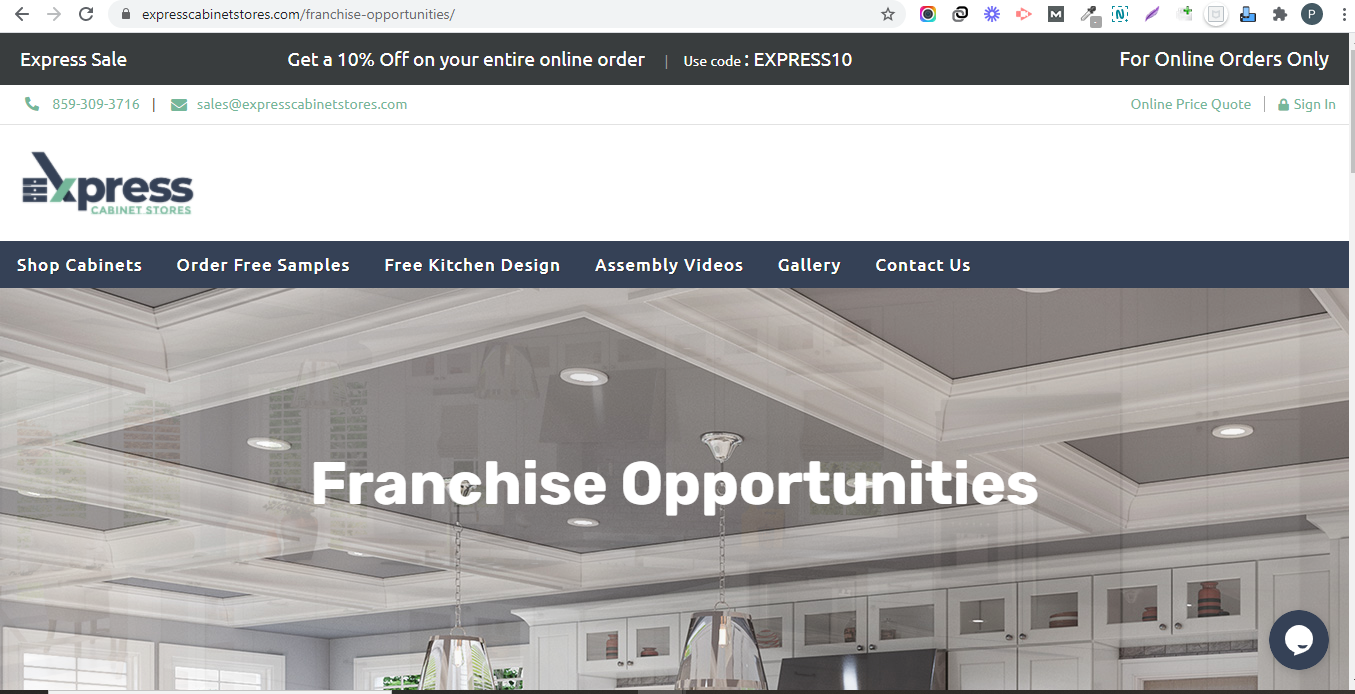 expresscabinetstores.com/franchise-opportunities/
M
N
P
Express Sale
Get a 10% Off on your entire online order | Use code : EXPRESS10
For Online Orders Only
859-309-3716 | sales@expresscabinetstores.com
Online Price Quote | Sign In
Express
CABINET STORES
Shop Cabinets Order Free Samples Free Kitchen Design Assembly Videos Gallery Contact Us
Franchise Opportunities